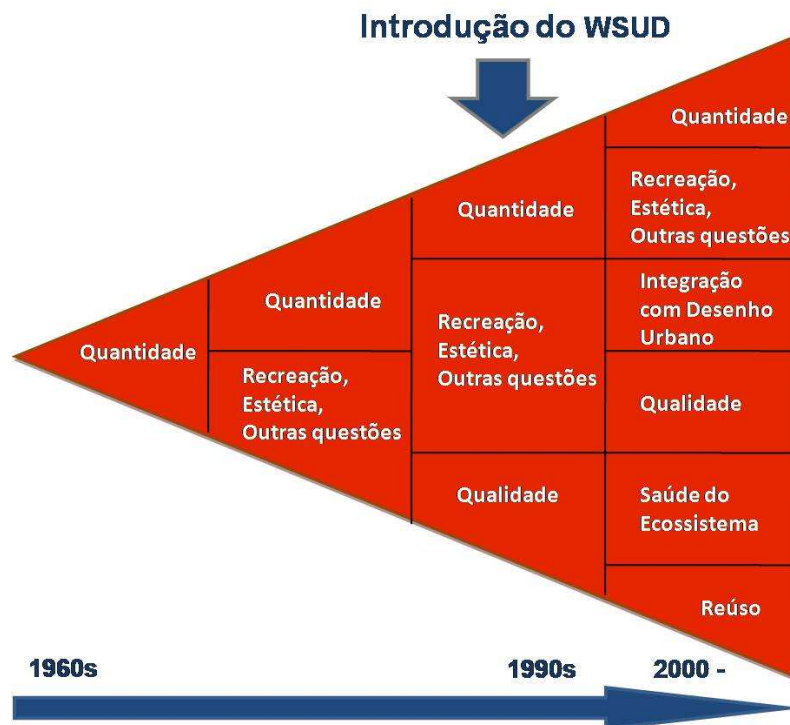 Introdução do WSUD
Quantidade
Quantidade
Recreação,
Estética,
Outras questões
Quantidade
Recreação,
Estética,
Outras questões
Qualidade
Quantidade
Recreação,
Estética,
Outras questões
Integração
com Desenho
Urbano
Qualidade
Saúde do
Ecossistema
Reúso
1960s
1990s
2000 -